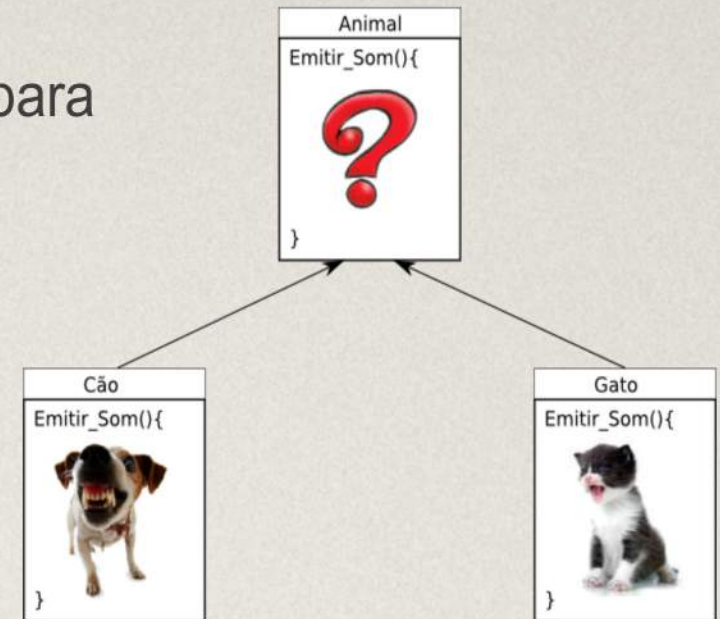 para
Animal
Emitir_Som(){
}
Cão
Emitir_Som(){
}
Gato
Emitir_Som(){
}